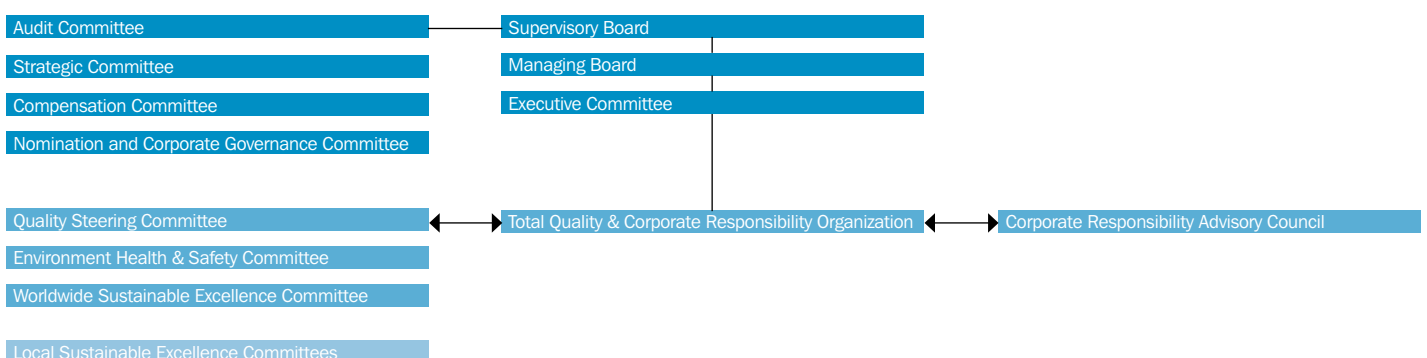 Audit Committee
Supervisory Board
Strategic Committee
Managing Board
Compensation Committee
Executive Committee
Nomination and Corporate Governance Committee
Quality Steering Committee
Total Quality & Corporate Responsibility Organization
Corporate Responsibility Advisory Council
Environment Health & Safety Committee
Worldwide Sustainable Excellence Committee
Local Sustainable Excellence Committees